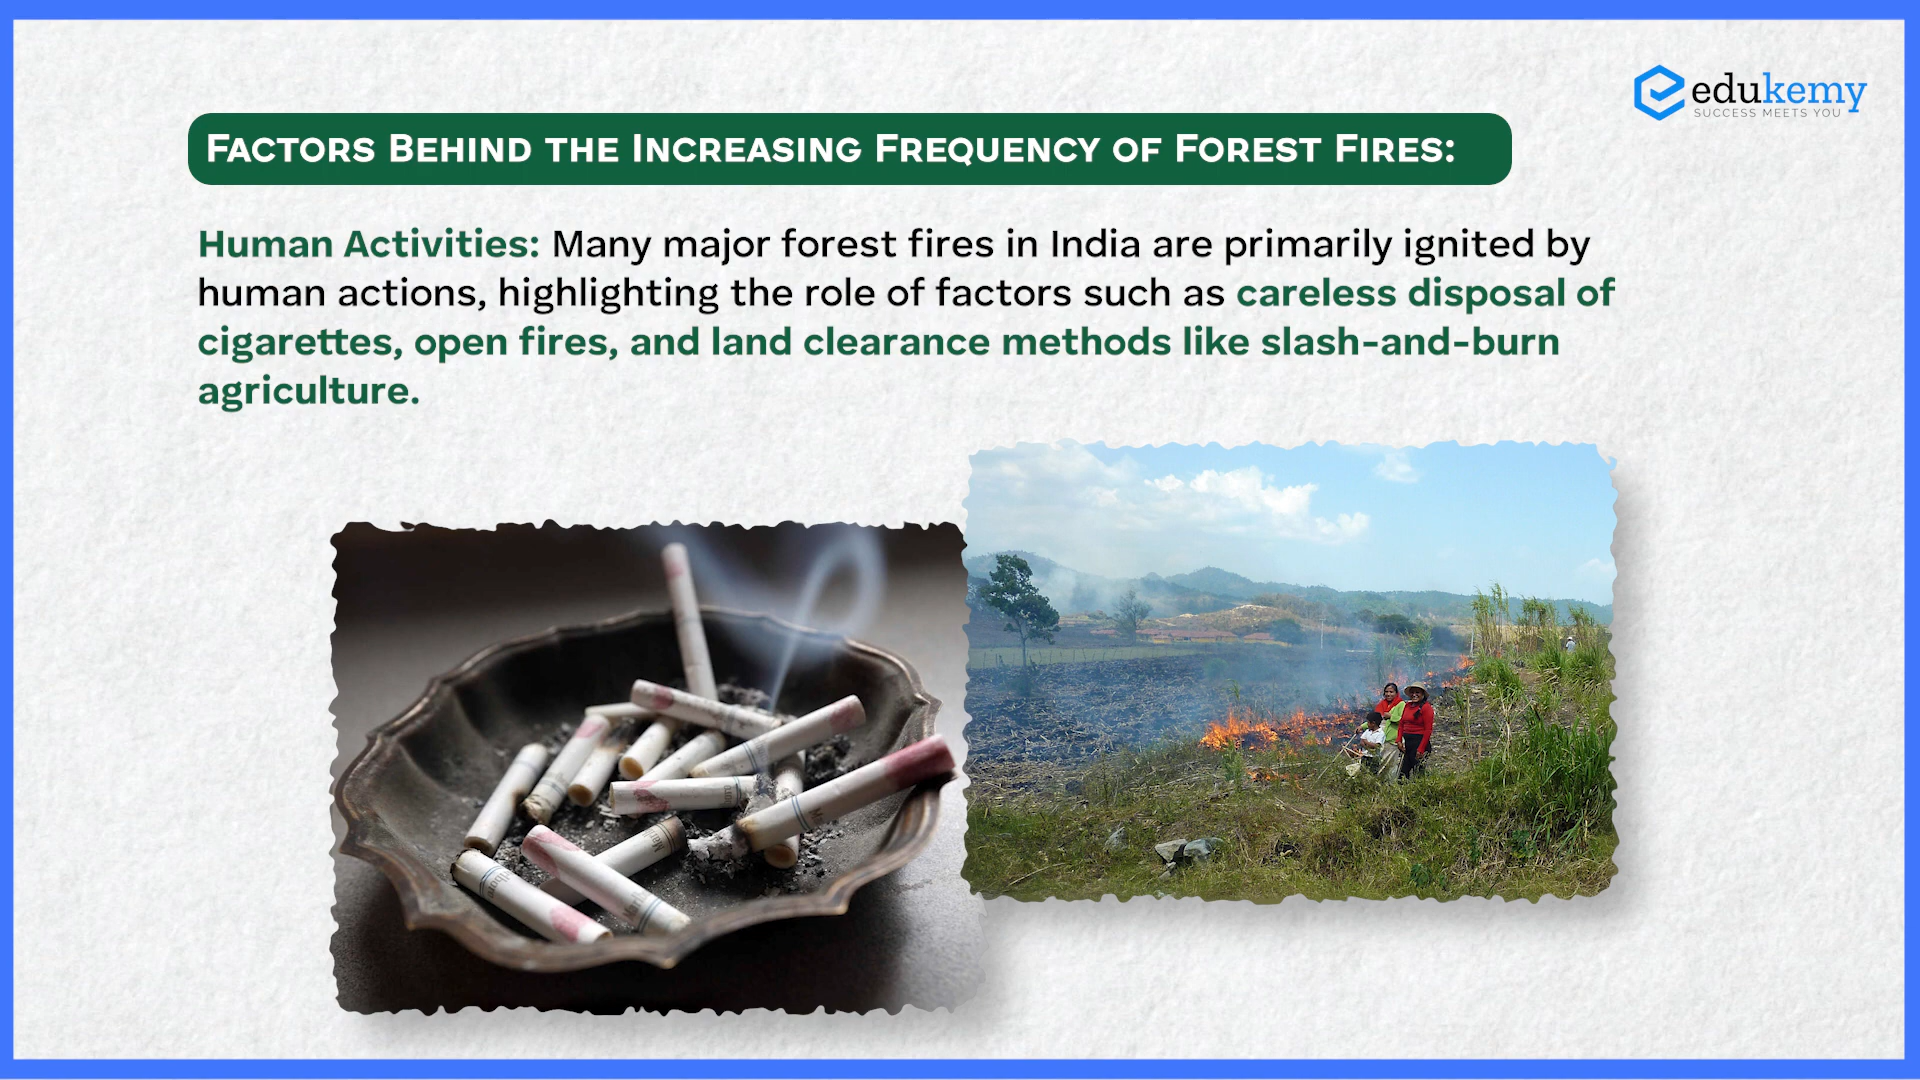 edukemy
SUCCESS MEETS YOU
Factors Behind the Increasing Frequency of Forest Fires:
Human Activities: Many major forest fires in India are primarily ignited by
human actions, highlighting the role of factors such as careless disposal of
cigarettes, open fires, and land clearance methods like slash-and-burn
agriculture.